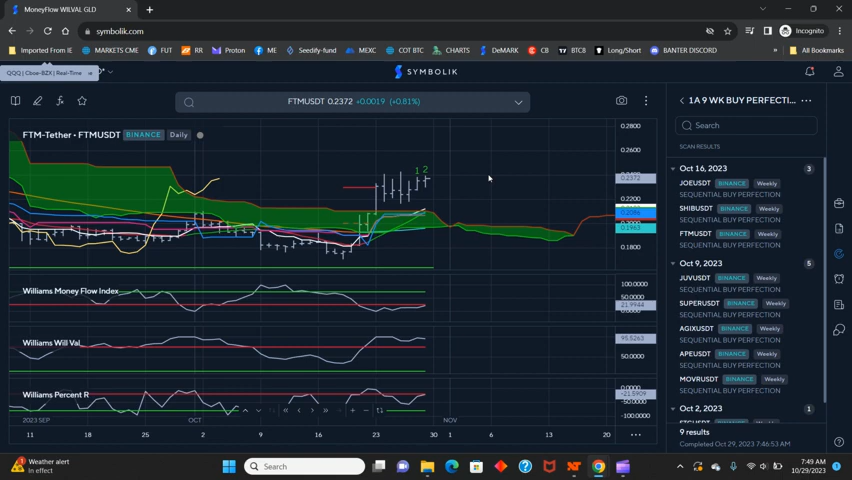 MoneyFlow WILVAL GLD
Incognito
symbolik.com
Imported From IE
MARKETS CME
FUT
RR
Proton
ME
Seedify-fund
MEXC
COT BTC
CHARTS
DeMARK
CB
BTC8
Long/Short
BANTER DISCORD
All Bookmarks
QQQ | Cboe-BZX | Real-Time
SYMBOLIK
1A 9 WK BUY PERFECTI...
FTMUSDT 0.2372 +0.0019 (+0.81%)
Search
FTM-Tether • FTMUSDT BINANCE Daily
SCAN RESULTS
Oct 16, 2023 3
JOEUSDT BINANCE Weekly
SEQUENTIAL BUY PERFECTION
SHIBUSDT BINANCE Weekly
SEQUENTIAL BUY PERFECTION
FTMUSDT BINANCE Weekly
SEQUENTIAL BUY PERFECTION
Oct 9, 2023 5
JUVUSDT BINANCE Weekly
SEQUENTIAL BUY PERFECTION
SUPERUSDT BINANCE Weekly
SEQUENTIAL BUY PERFECTION
AGIXUSDT BINANCE Weekly
SEQUENTIAL BUY PERFECTION
APEUSDT BINANCE Weekly
SEQUENTIAL BUY PERFECTION
MOVRUSDT BINANCE Weekly
SEQUENTIAL BUY PERFECTION
Oct 2, 2023 1
9 results
Completed Oct 29, 2023 7:46:53 AM
1 2
0.2800
0.2600
0.2372
0.2200
0.2086
0.1963
0.1800
Williams Money Flow Index
100.0000
50.0000
21.9944
0.0000
Williams Will Val
95.5263
50.0000
Williams Percent R
0.0000
-21.5909
-50.0000
-100.0000
2023 SEP OCT NOV
11 18 25 2 9 16 23 30 1 6 13 20
Weather alert
In effect
Search
7:49 AM
10/29/2023